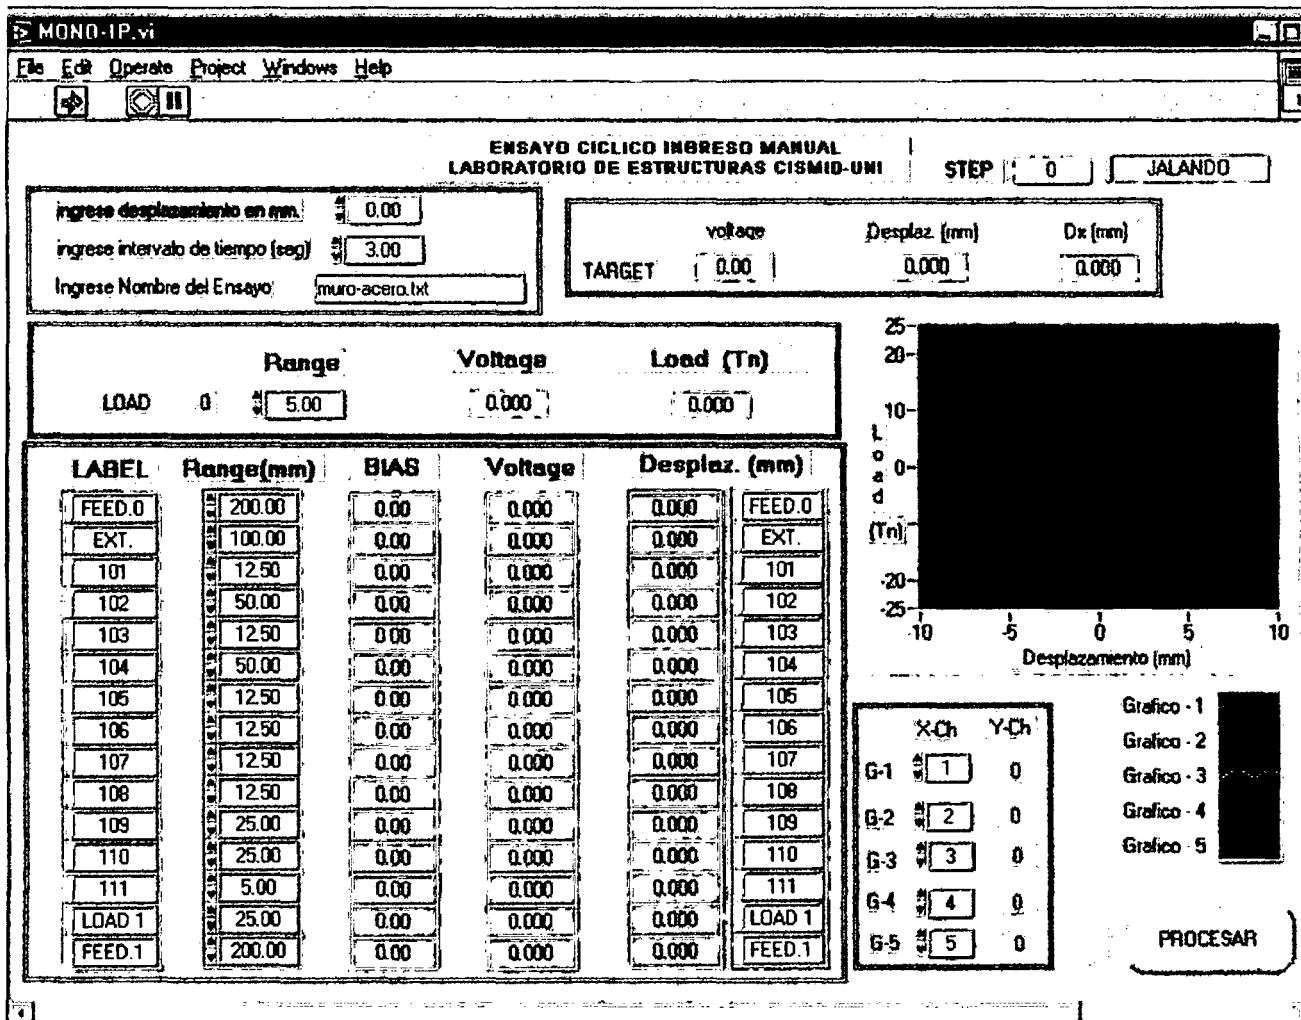 MONO-1P.vi
File Edit Operate Project Windows Help
ENSAYO CICLICO INGRESO MANUAL
LABORATORIO DE ESTRUCTURAS CISMID-UNI
STEP 0 JALANDO
ingrese desplazamiento en mm. 0.00
ingrese intervalo de tiempo (seg) 3.00
Ingrese Nombre del Ensayo muro-acero.txt
voltage Desplaz. (mm) Dx (mm)
TARGET 0.00 0.000 0.000
Range Voltage Load (Tn)
LOAD 0 5.00 0.000 0.000
LABEL Range(mm) BIAS Voltage Desplaz. (mm)
FEED.0 200.00 0.00 0.000 0.000 FEED.0
EXT. 100.00 0.00 0.000 0.000 EXT.
101 12.50 0.00 0.000 0.000 101
102 50.00 0.00 0.000 0.000 102
103 12.50 0.00 0.000 0.000 103
104 50.00 0.00 0.000 0.000 104
105 12.50 0.00 0.000 0.000 105
106 12.50 0.00 0.000 0.000 106
107 12.50 0.00 0.000 0.000 107
108 12.50 0.00 0.000 0.000 108
109 25.00 0.00 0.000 0.000 109
110 25.00 0.00 0.000 0.000 110
111 5.00 0.00 0.000 0.000 111
LOAD 1 25.00 0.00 0.000 0.000 LOAD 1
FEED.1 200.00 0.00 0.000 0.000 FEED.1
25
20
10
0
-20
-25
Load (Tn)
-10 -5 0 5 10
Desplazamiento (mm)
X-Ch Y-Ch
G-1 1 0
G-2 2 0
G-3 3 0
G-4 4 0
G-5 5 0
Grafico - 1
Grafico - 2
Grafico - 3
Grafico - 4
Grafico - 5
PROCESAR